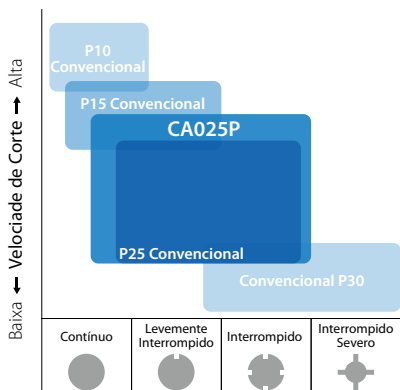 P10
Convencional
P15 Convencional
CA025P
P25 Convencional
Convencional P30
Baixa ← Velociade de Corte → Alta
Contínuo
Levemente
Interrompido
Interrompido
Interrompido
Severo